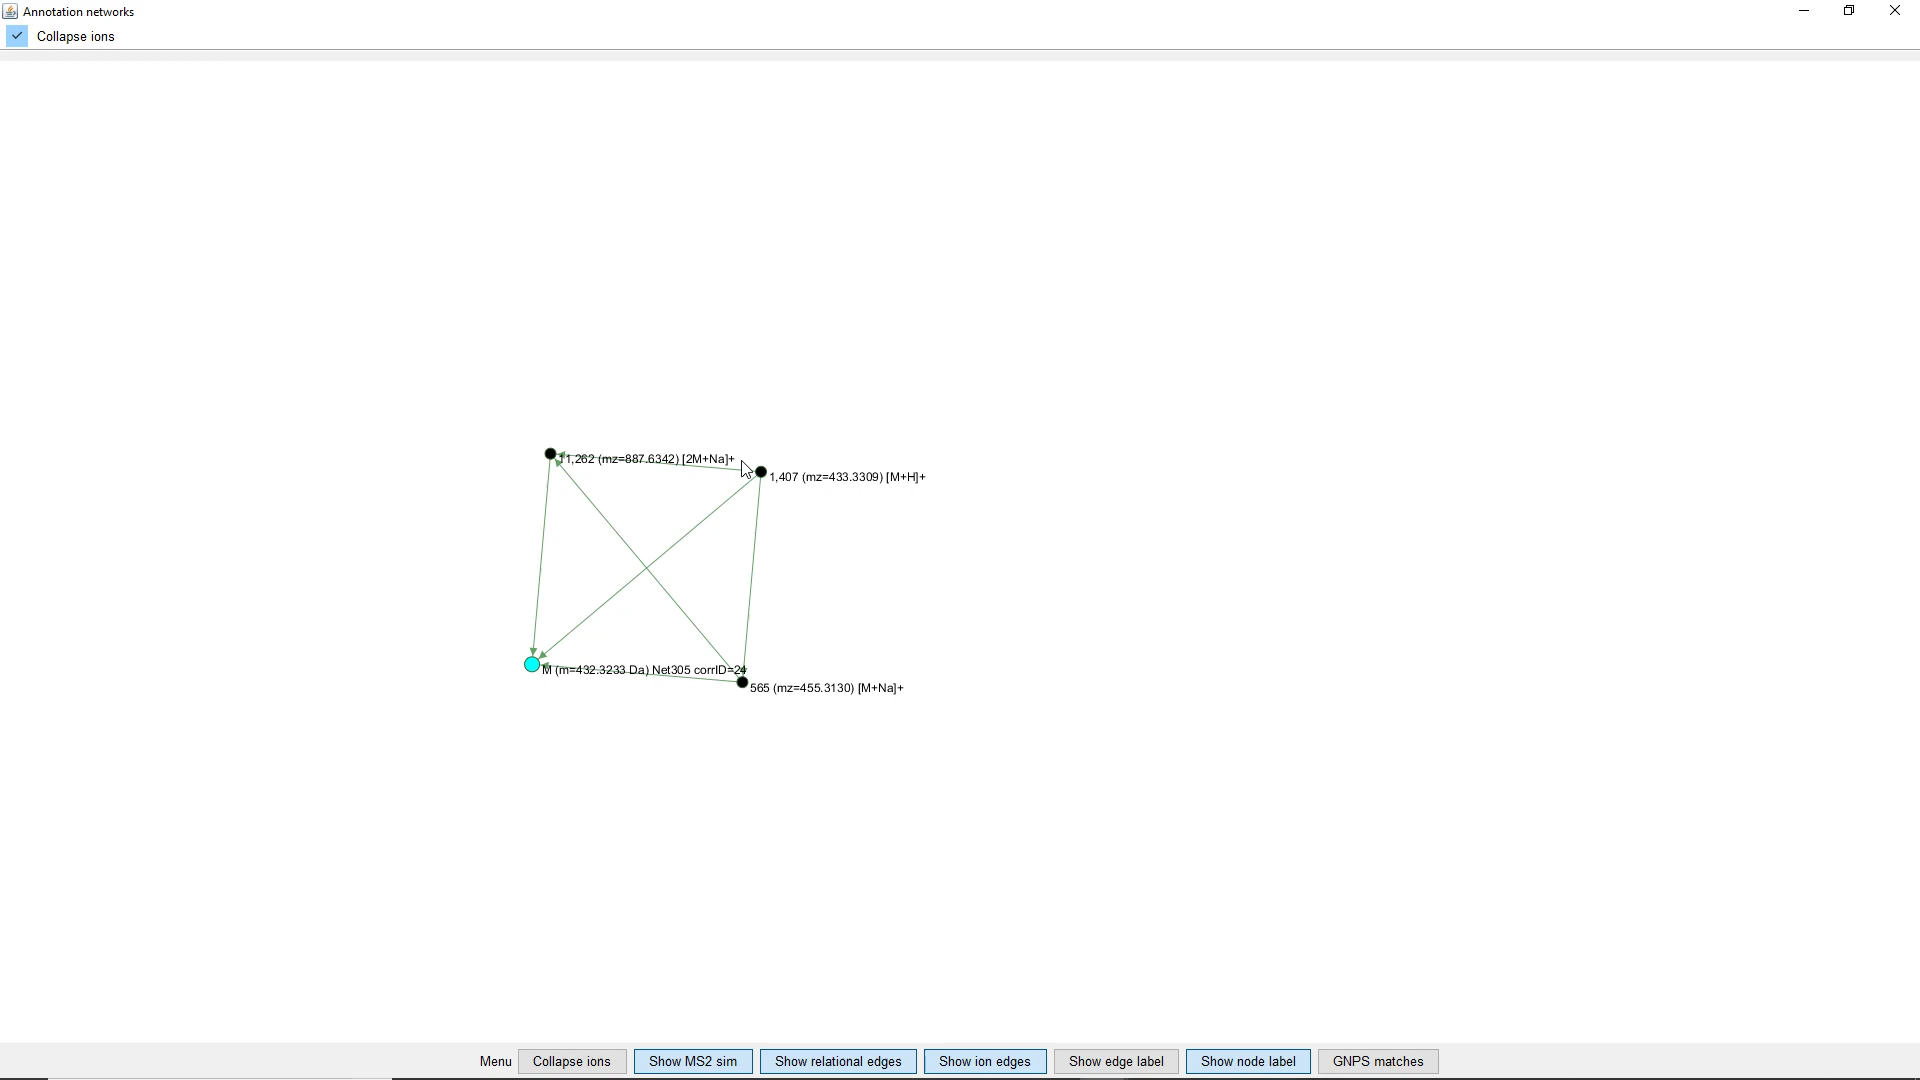 Annotation networks
Collapse ions
11,262 (mz=887.6342) [2M+Na]+
1,407 (mz=433.3309) [M+H]+
M (m=432.3233 Da) Net305 corrID=24
565 (mz=455.3130) [M+Na]+
Menu Collapse ions Show MS2 sim Show relational edges Show ion edges Show edge label Show node label GNPS matches